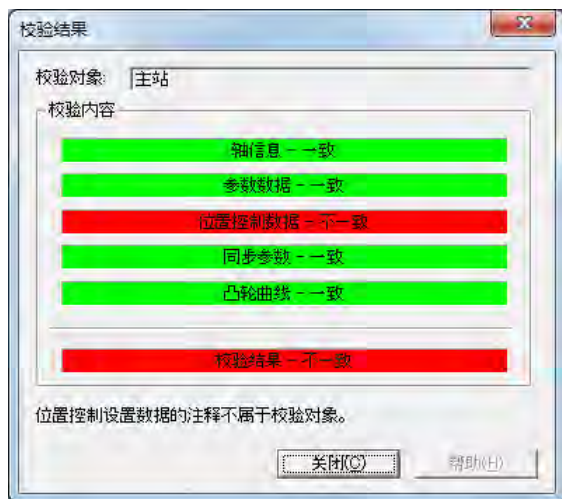 校验结果
校验对象: 主站
校验内容
轴信息 - 一致
参数数据 - 一致
位置控制数据 - 不一致
同步参数 - 一致
凸轮曲线 - 一致
校验结果 - 不一致
位置控制设置数据的注释不属于校验对象。
关闭(C) 帮助(H)